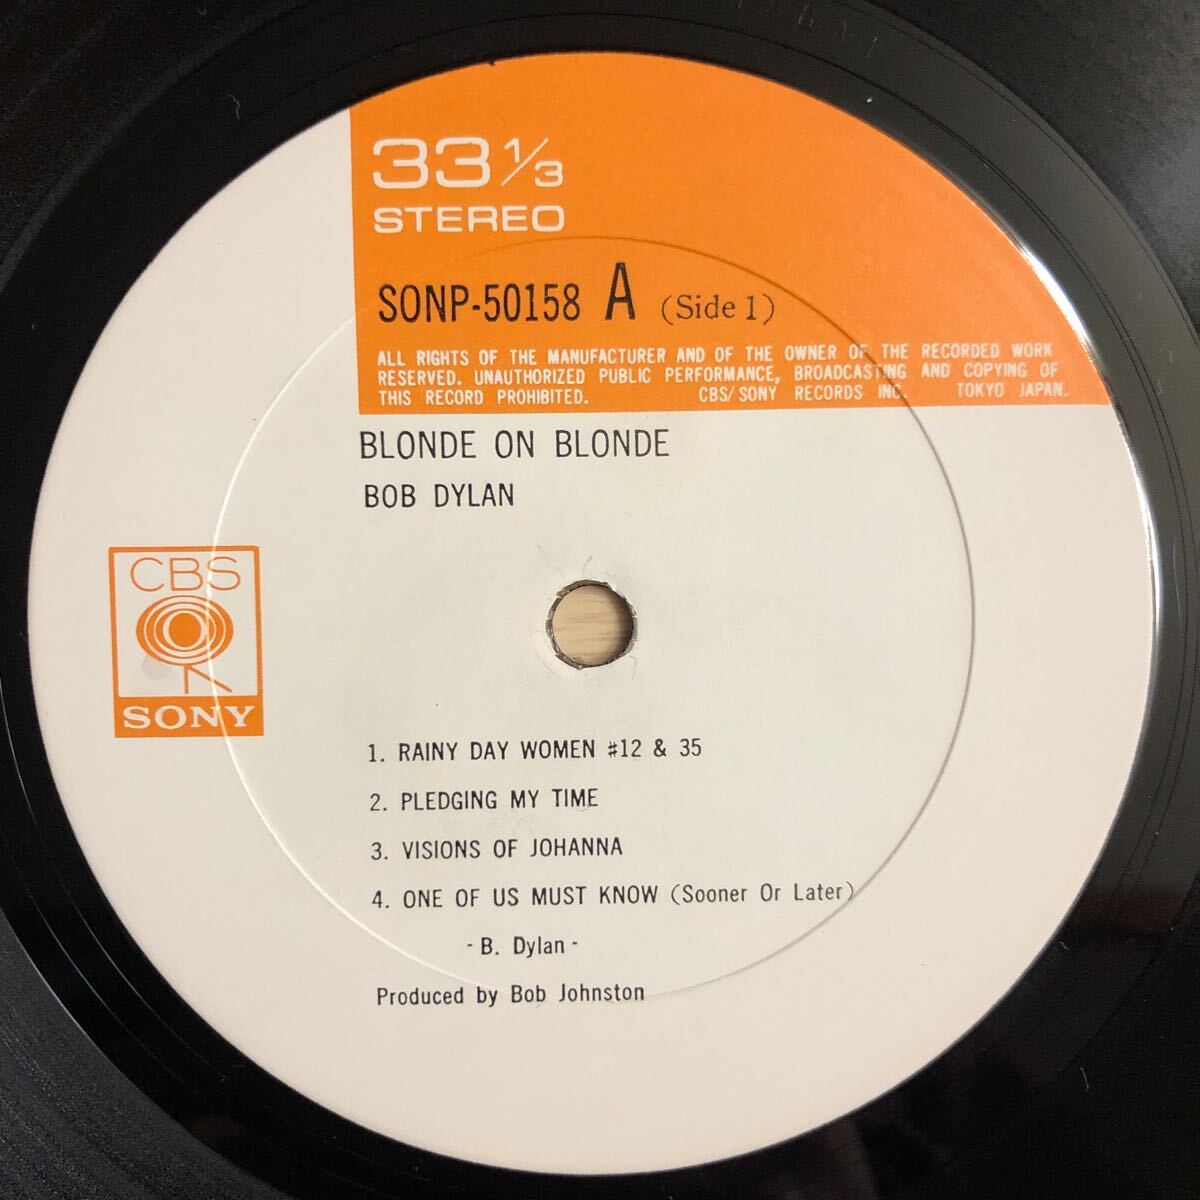 33 1/3
STEREO
SONP-50158 A (Side 1)
ALL RIGHTS OF THE MANUFACTURER AND OF THE OWNER OF THE RECORDED WORK
RESERVED. UNAUTHORIZED PUBLIC PERFORMANCE, BROADCASTING AND COPYING OF
THIS RECORD PROHIBITED. CBS/SONY RECORDS INC. TOKYO JAPAN.
BLONDE ON BLONDE
BOB DYLAN
CBS
SONY
1. RAINY DAY WOMEN #12 & 35
2. PLEDGING MY TIME
3. VISIONS OF JOHANNA
4. ONE OF US MUST KNOW (Sooner Or Later)
- B. Dylan -
Produced by Bob Johnston